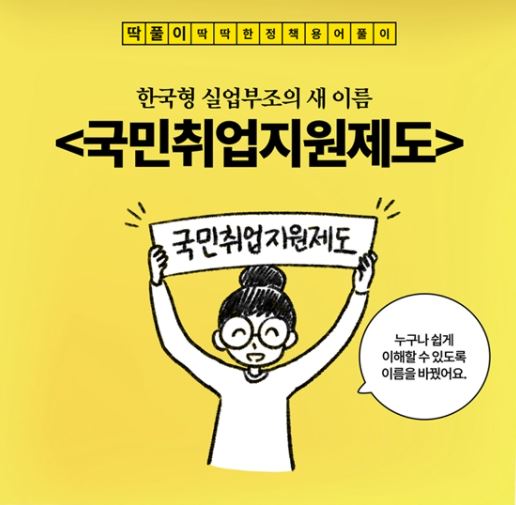 딱풀이 딱딱한정책용어풀이
한국형 실업부조의 새 이름
<국민취업지원제도>
국민취업지원제도
누구나 쉽게
이해할 수 있도록
이름을 바꿨어요.